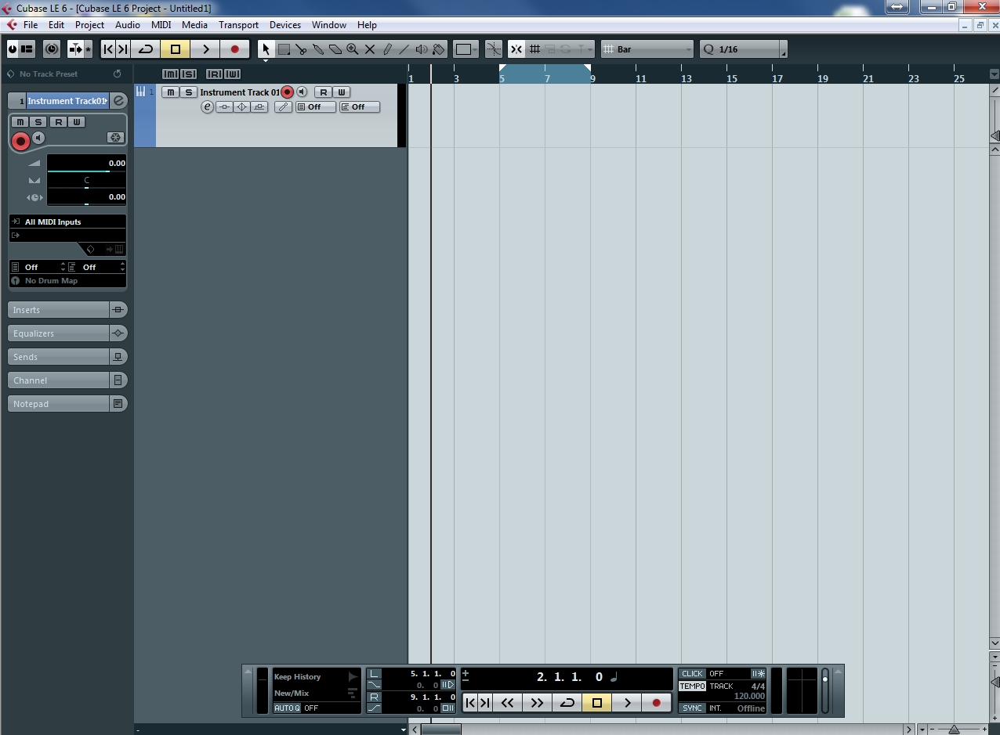 Cubase LE 6 - [Cubase LE 6 Project - Untitled1]
File Edit Project Audio MIDI Media Transport Devices Window Help
Bar Q 1/16
No Track Preset
M S R W
1 3 5 7 9 11 13 15 17 19 21 23 25
1 Instrument Track01
1 M S Instrument Track 01 R W
e Off Off
M S R W
0.00
C
0.00
All MIDI Inputs
Off Off
No Drum Map
Inserts
Equalizers
Sends
Channel
Notepad
Keep History
New/Mix
AUTO Q OFF
L 5. 1. 1. 0
0. 0
R 9. 1. 1. 0
0. 0
2. 1. 1. 0
CLICK OFF
TEMPO TRACK 4/4
120.000
SYNC INT. Offline